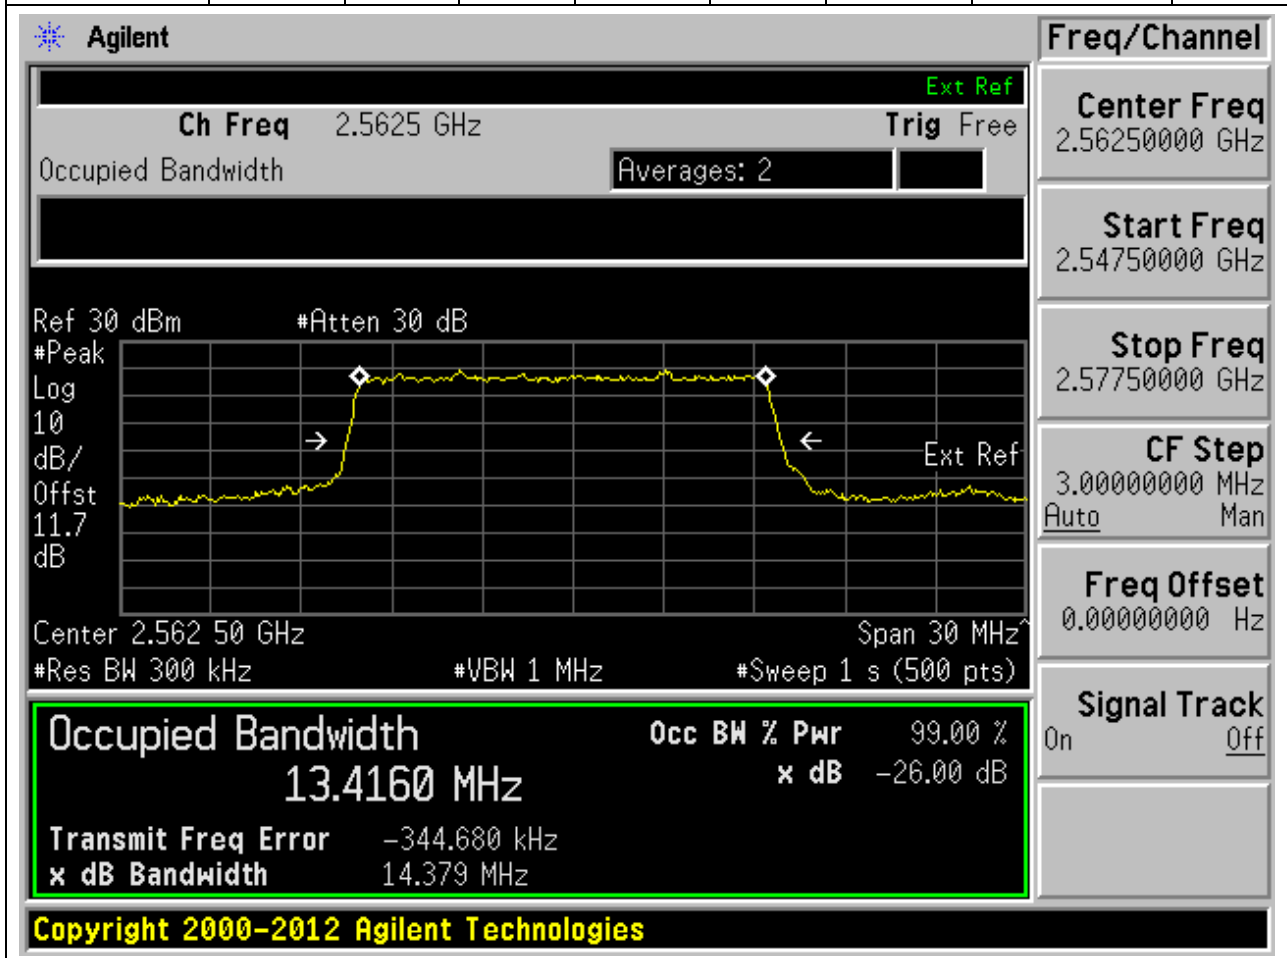 Agilent
Freq/Channel
Ext Ref
Ch Freq 2.5625 GHz Trig Free
Occupied Bandwidth Averages: 2
Center Freq
2.56250000 GHz
Start Freq
2.54750000 GHz
Stop Freq
2.57750000 GHz
CF Step
3.00000000 MHz
Auto Man
Freq Offset
0.00000000 Hz
Signal Track
On Off
Ref 30 dBm #Atten 30 dB
#Peak
Log
10
dB/
Offst
11.7
dB
Ext Ref
Center 2.562 50 GHz Span 30 MHz^
#Res BW 300 kHz #VBW 1 MHz #Sweep 1 s (500 pts)
Occupied Bandwidth
13.4160 MHz
Occ BW % Pwr 99.00 %
x dB -26.00 dB
Transmit Freq Error -344.680 kHz
x dB Bandwidth 14.379 MHz
Copyright 2000-2012 Agilent Technologies